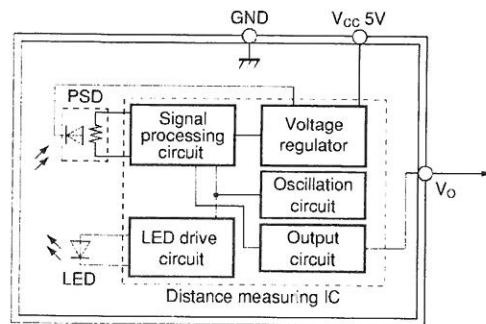 GND
VCC 5V
PSD
Signal
processing
circuit
Voltage
regulator
Oscillation
circuit
VO
LED drive
circuit
Output
circuit
LED
Distance measuring IC